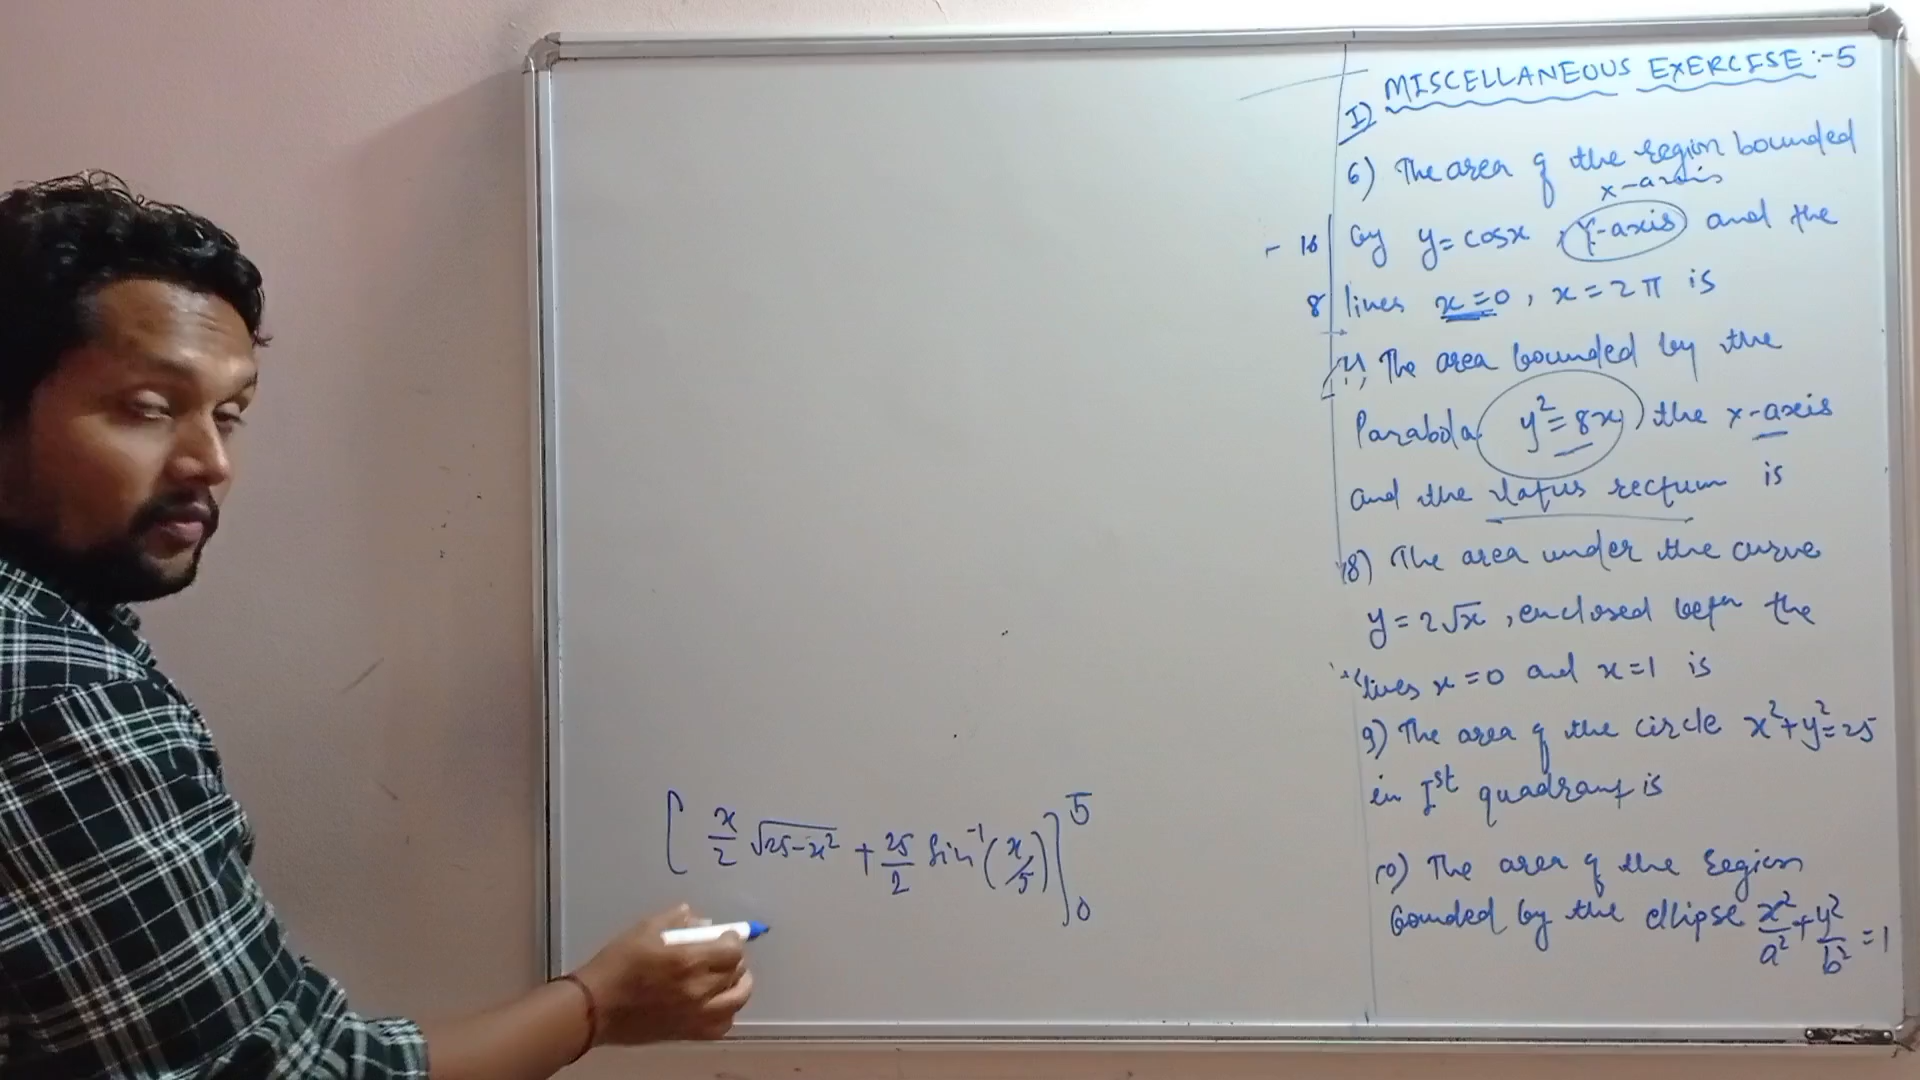 MISCELLANEOUS EXERCISE :- 5
I)
6) The area of the region bounded
x-axis
by y = cosx, Y-axis and the
lines x = 0, x = 2π is
The area bounded by the
Parabola y² = 8x, the x-axis
and the latus rectum is
8) The area under the curve
y = 2√x, enclosed betn the
lines x = 0 and x = 1 is
9) The area of the circle x² + y² = 25
in Ist quadrant is
10) The area of the region
bounded by the ellipse x²/a² + y²/b² = 1
- 16
8
[ x/2 √25-x² + 25/2 Sin⁻¹(x/5) ]⁵₀